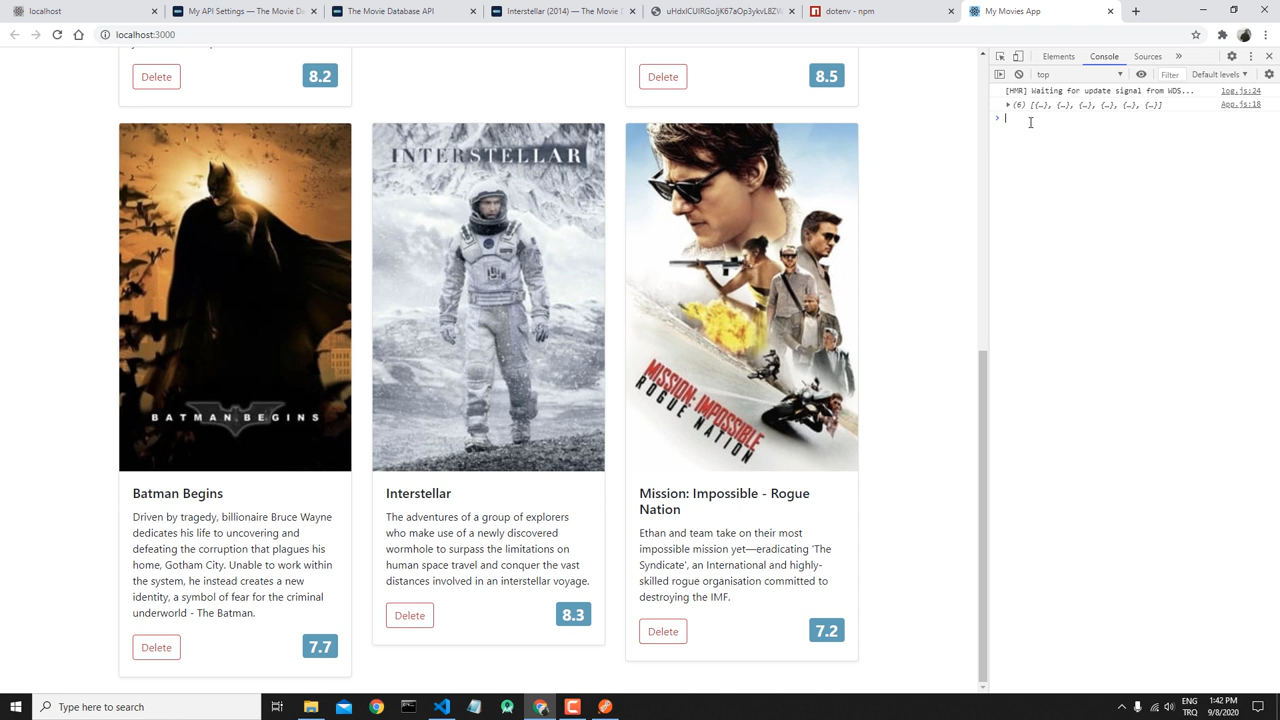 localhost
My API Settings — The Movie Da
The Movie Database API
Interstellar (2014) — The Movie D
uHdxlCUIRGoJjK67aOp3ykvL8ZW
dotenv - npm
My Movies App
localhost:3000
Elements
Console
Sources
top
Filter
Default levels
[HMR] Waiting for update signal from WDS...
log.js:24
(6) [{…}, {…}, {…}, {…}, {…}, {…}]
App.js:18
Delete
8.2
Delete
8.5
BATMAN BEGINS
INTERSTELLAR
MISSION: IMPOSSIBLE
ROGUE NATION
Batman Begins
Driven by tragedy, billionaire Bruce Wayne
dedicates his life to uncovering and
defeating the corruption that plagues his
home, Gotham City. Unable to work within
the system, he instead creates a new
identity, a symbol of fear for the criminal
underworld - The Batman.
Delete
7.7
Interstellar
The adventures of a group of explorers
who make use of a newly discovered
wormhole to surpass the limitations on
human space travel and conquer the vast
distances involved in an interstellar voyage.
Delete
8.3
Mission: Impossible - Rogue
Nation
Ethan and team take on their most
impossible mission yet—eradicating 'The
Syndicate', an International and highly-
skilled rogue organisation committed to
destroying the IMF.
Delete
7.2
Type here to search
ENG
TRQ
1:42 PM
9/8/2020